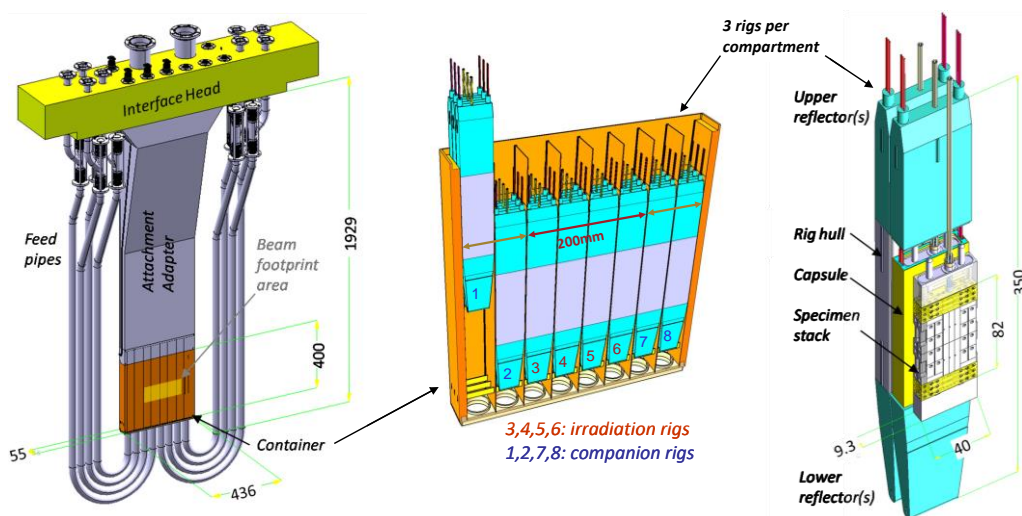 Interface Head
Attachment
Adapter
Feed
pipes
Beam
footprint
area
1929
400
Container
55
436
3 rigs per
compartment
200mm
1
2
3
4
5
6
7
8
3,4,5,6: irradiation rigs
1,2,7,8: companion rigs
Upper
reflector(s)
Rig hull
Capsule
Specimen
stack
350
82
9.3
40
Lower
reflector(s)